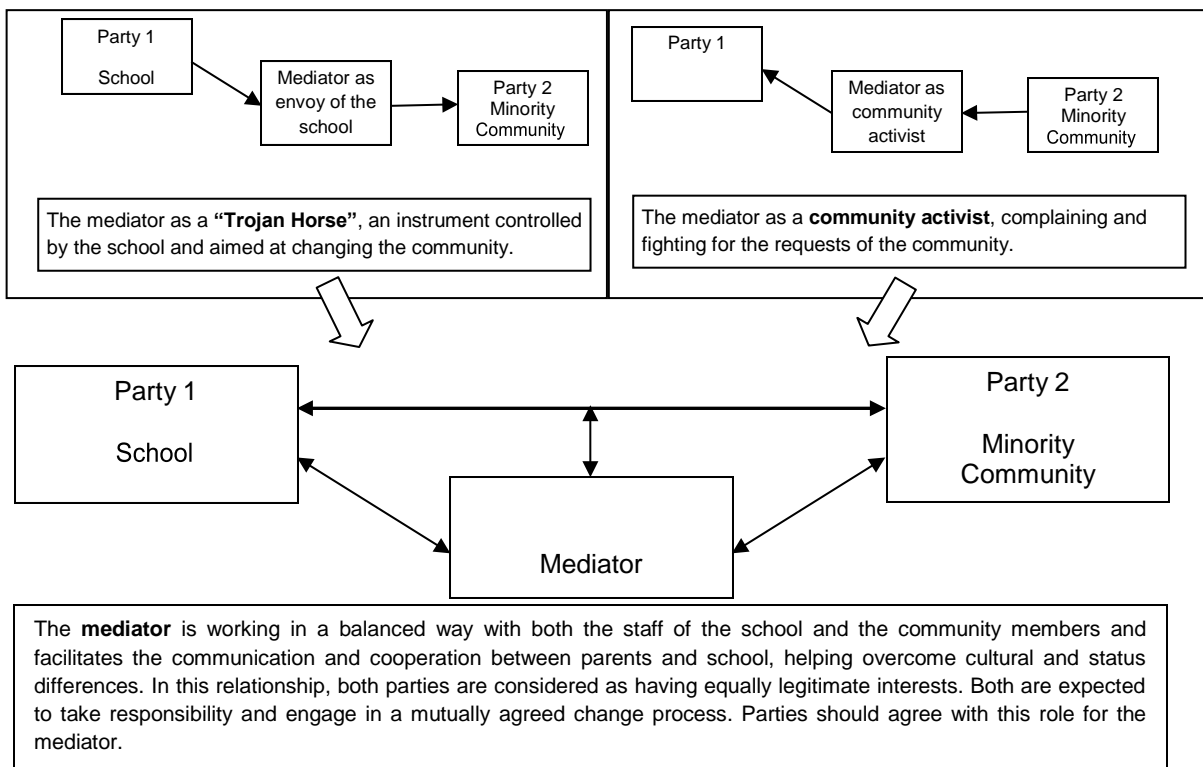 Party 1
School
Mediator as
envoy of the
school
Party 2
Minority
Community
The mediator as a “Trojan Horse”, an instrument controlled
by the school and aimed at changing the community.
Party 1
Mediator as
community
activist
Party 2
Minority
Community
The mediator as a community activist, complaining and
fighting for the requests of the community.
Party 1
School
Party 2
Minority
Community
Mediator
The mediator is working in a balanced way with both the staff of the school and the community members and
facilitates the communication and cooperation between parents and school, helping overcome cultural and status
differences. In this relationship, both parties are considered as having equally legitimate interests. Both are expected
to take responsibility and engage in a mutually agreed change process. Parties should agree with this role for the
mediator.